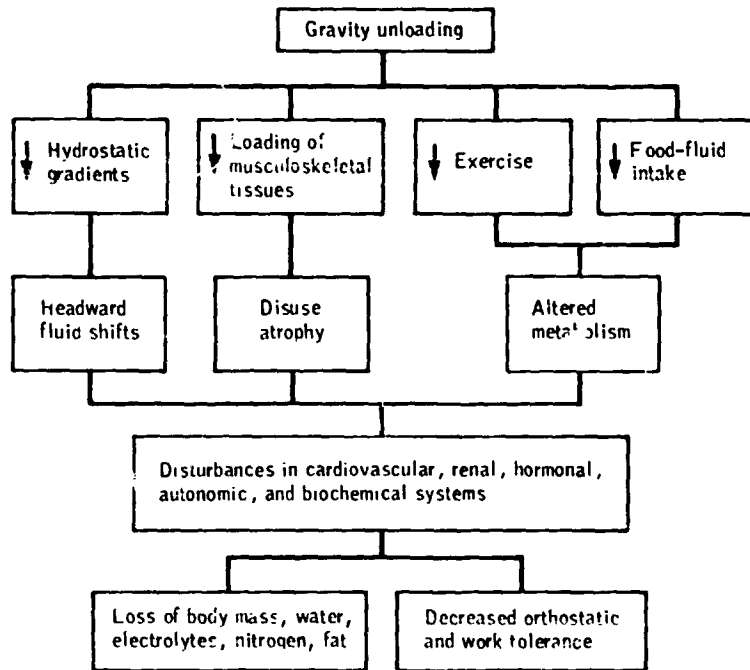 Gravity unloading
↓ Hydrostatic
gradients
↓ Loading of
musculoskeletal
tissues
↓ Exercise
↓ Food-fluid
intake
Headward
fluid shifts
Disuse
atrophy
Altered
metabolism
Disturbances in cardiovascular, renal, hormonal,
autonomic, and biochemical systems
Loss of body mass, water,
electrolytes, nitrogen, fat
Decreased orthostatic
and work tolerance